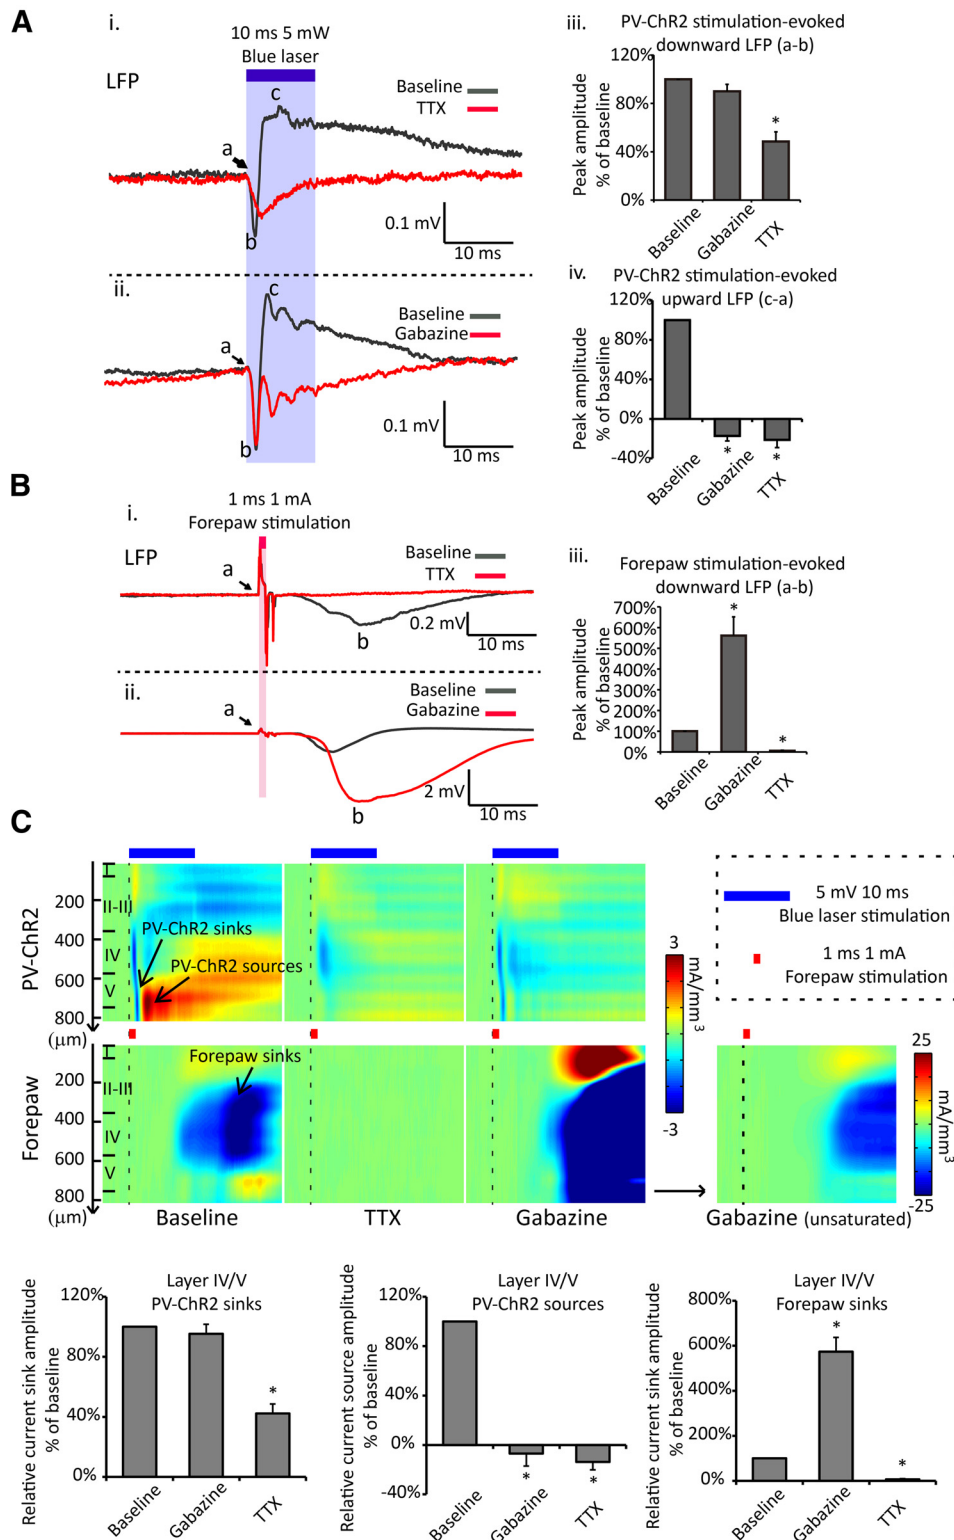 A
i.
10 ms 5 mW
Blue laser
LFP
Baseline
TTX
c
a
b
0.1 mV
10 ms
ii.
c
Baseline
Gabazine
a
b
0.1 mV
10 ms
iii.
PV-ChR2 stimulation-evoked
downward LFP (a-b)
Peak amplitude
% of baseline
120%
80%
40%
0%
*
Baseline
Gabazine
TTX
iv.
PV-ChR2 stimulation-evoked
upward LFP (c-a)
Peak amplitude
% of baseline
120%
80%
40%
0%
-40%
*
*
Baseline
Gabazine
TTX
B
i.
1 ms 1 mA
Forepaw stimulation
LFP
Baseline
TTX
a
b
0.2 mV
10 ms
ii.
Baseline
Gabazine
a
b
2 mV
10 ms
iii.
Forepaw stimulation-evoked
downward LFP (a-b)
Peak amplitude
% of baseline
700%
600%
500%
400%
300%
200%
100%
0%
*
*
Baseline
Gabazine
TTX
C
PV-ChR2
200
400
600
800
(µm)
I
II-III
IV
V
PV-ChR2 sinks
PV-ChR2 sources
3
mA/mm3
-3
5 mV 10 ms
Blue laser stimulation
1 ms 1 mA
Forepaw stimulation
Forepaw
200
400
600
800
(µm)
I
II-III
IV
V
Forepaw sinks
25
mA/mm3
-25
Baseline
TTX
Gabazine
Gabazine (unsaturated)
Layer IV/V
PV-ChR2 sinks
Relative current sink amplitude
% of baseline
120%
80%
40%
0%
*
Baseline
Gabazine
TTX
Layer IV/V
PV-ChR2 sources
Relative current source amplitude
% of baseline
120%
80%
40%
0%
-40%
*
*
Baseline
Gabazine
TTX
Layer IV/V
Forepaw sinks
Relative current sink amplitude
% of baseline
800%
600%
400%
200%
0%
*
*
Baseline
Gabazine
TTX